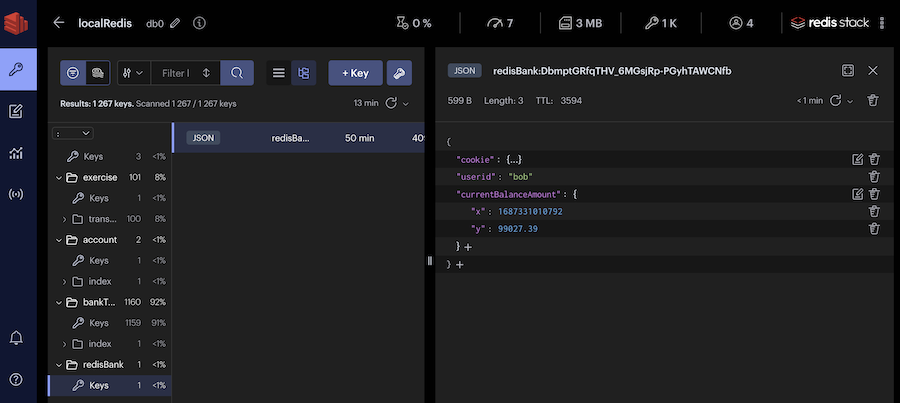 localRedis db0 0 % 7 3 MB 1 K 4 redis stack
Filter + Key
Results: 1 267 keys. Scanned 1 267 / 1 267 keys 13 min
:
Keys 3 <1%
exercise 101 8%
Keys 1 <1%
trans... 100 8%
account 2 <1%
Keys 1 <1%
index 1 <1%
bankT... 1160 92%
Keys 1159 91%
index 1 <1%
redisBank 1 <1%
Keys 1 <1%
JSON redisBa... 50 min
JSON redisBank:DbmptGRfqTHV_6MGsjRp-PGyhTAWCNfb
599 B Length: 3 TTL: 3594 <1 min
{
"cookie" : {...}
"userid" : "bob"
"currentBalanceAmount" : {
"x" : 1687331010792
"y" : 99027.39
} +
} +